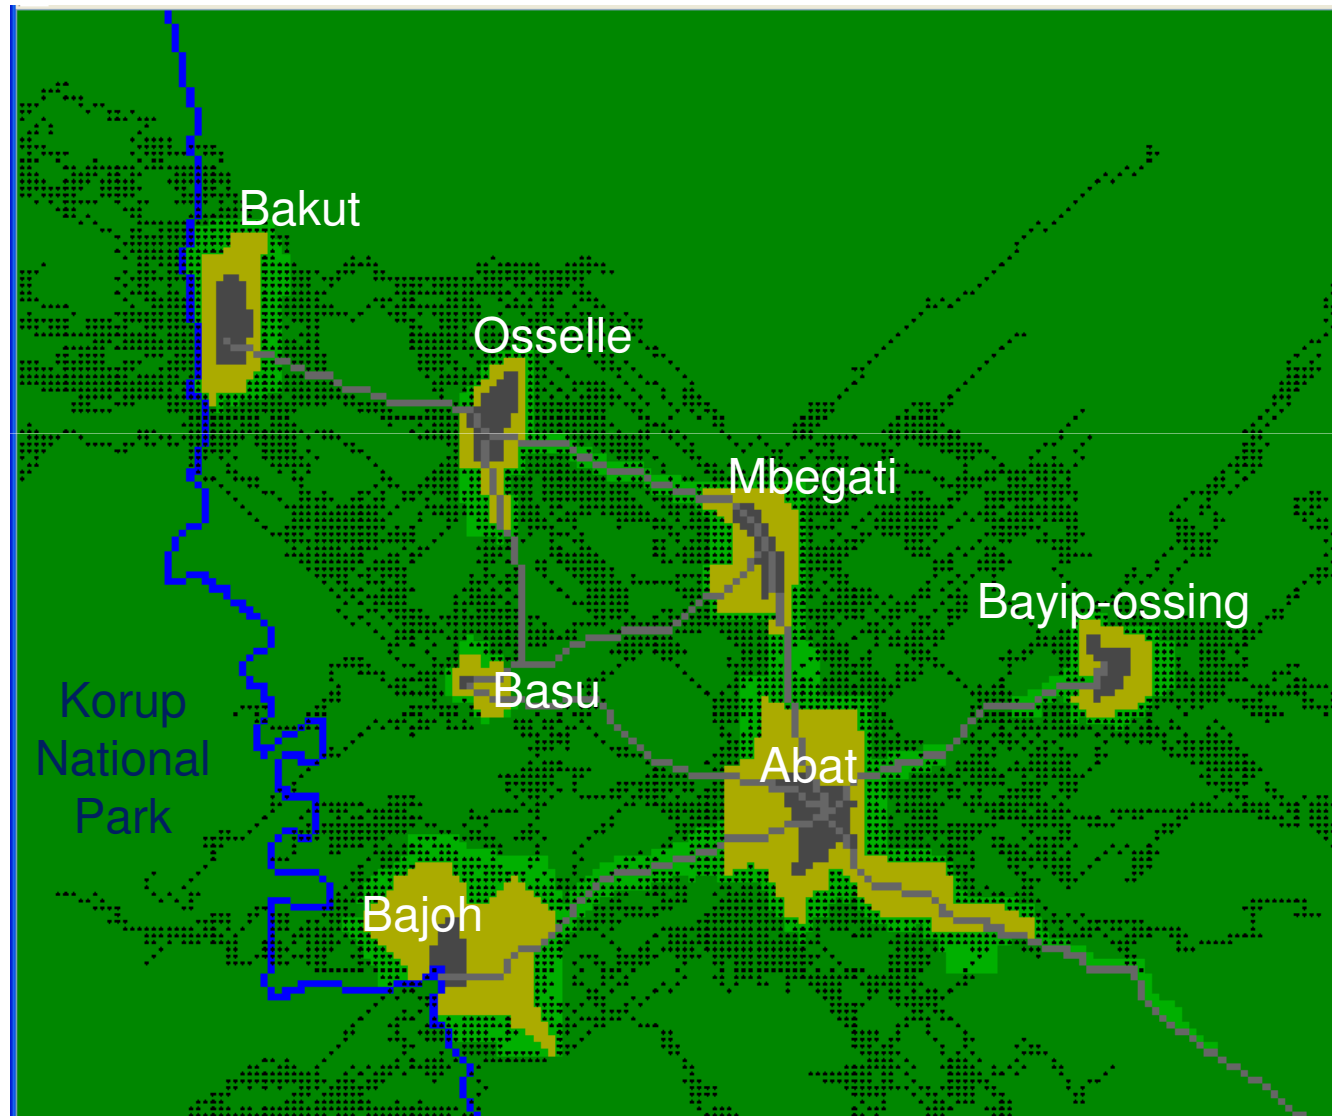 Bakut
Osselle
Mbegati
Bayip-ossing
Basu
Korup
National
Park
Abat
Bajoh